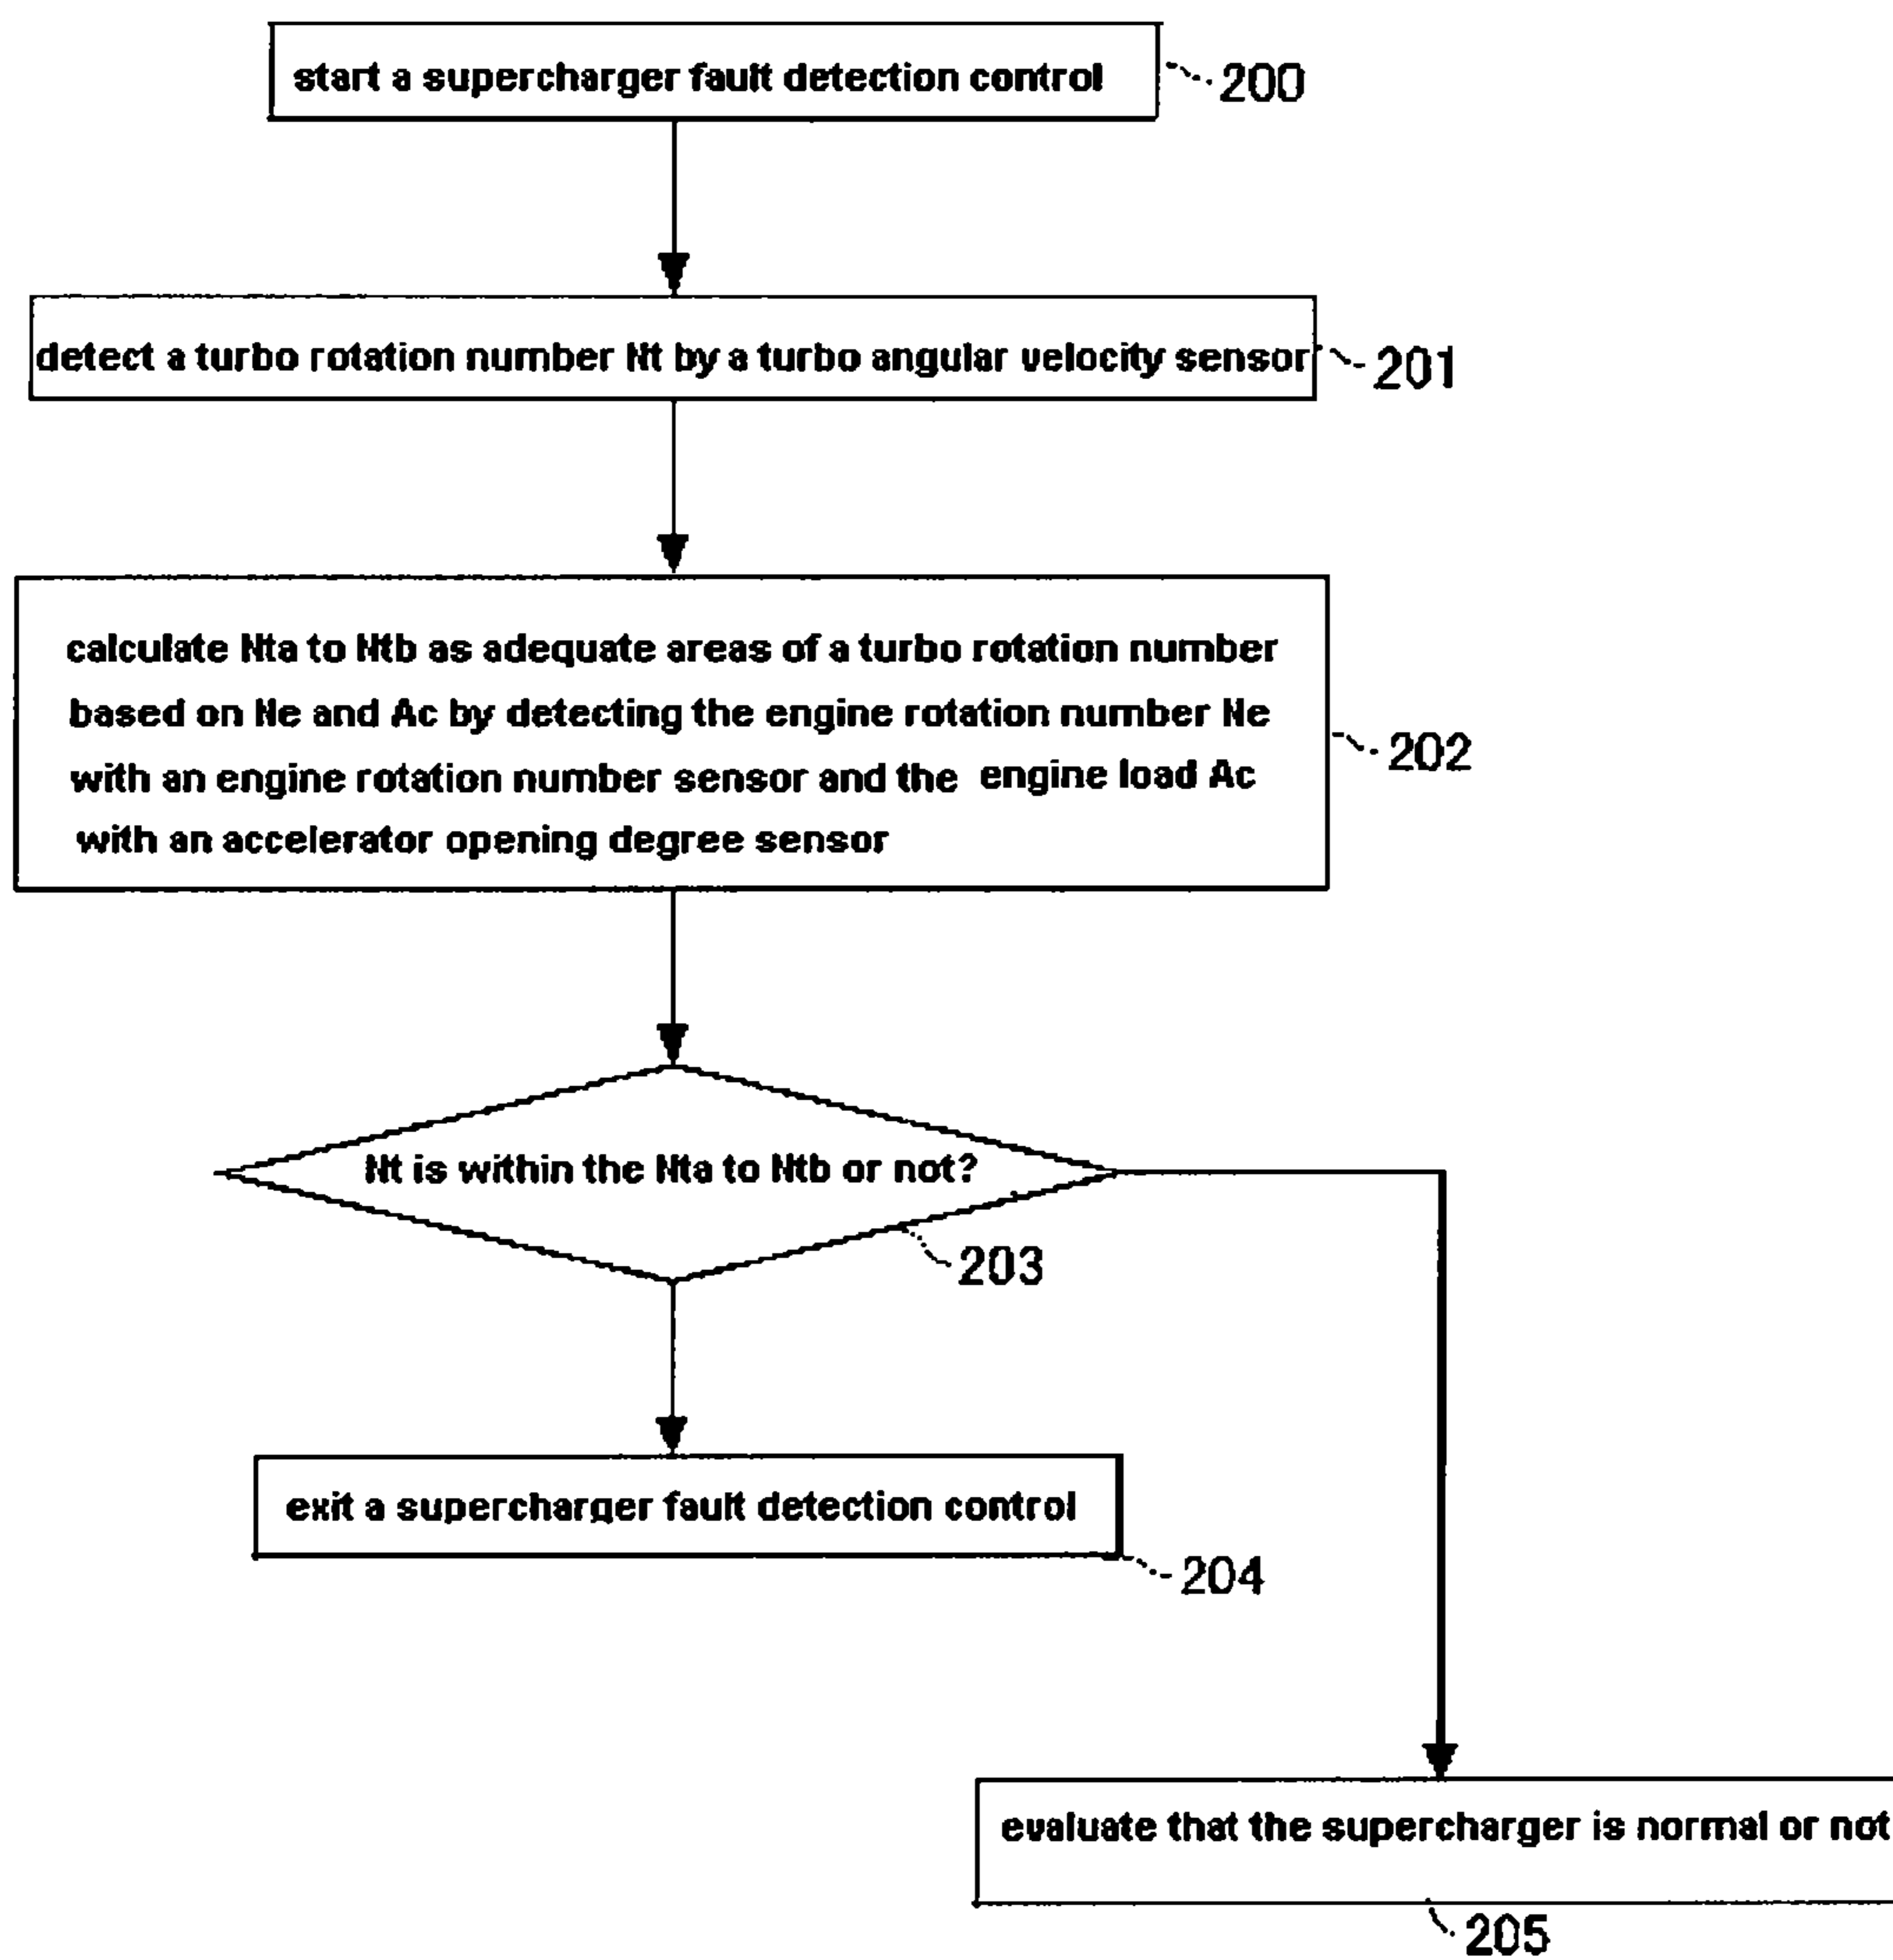 start a supercharger fault detection control
200
detect a turbo rotation number Nt by a turbo angular velocity sensor
201
calculate Nta to Ntb as adequate areas of a turbo rotation number
based on Ne and Ac by detecting the engine rotation number Ne
with an engine rotation number sensor and the engine load Ac
with an accelerator opening degree sensor
202
Nt is within the Nta to Ntb or not?
203
exit a supercharger fault detection control
204
evaluate that the supercharger is normal or not
205